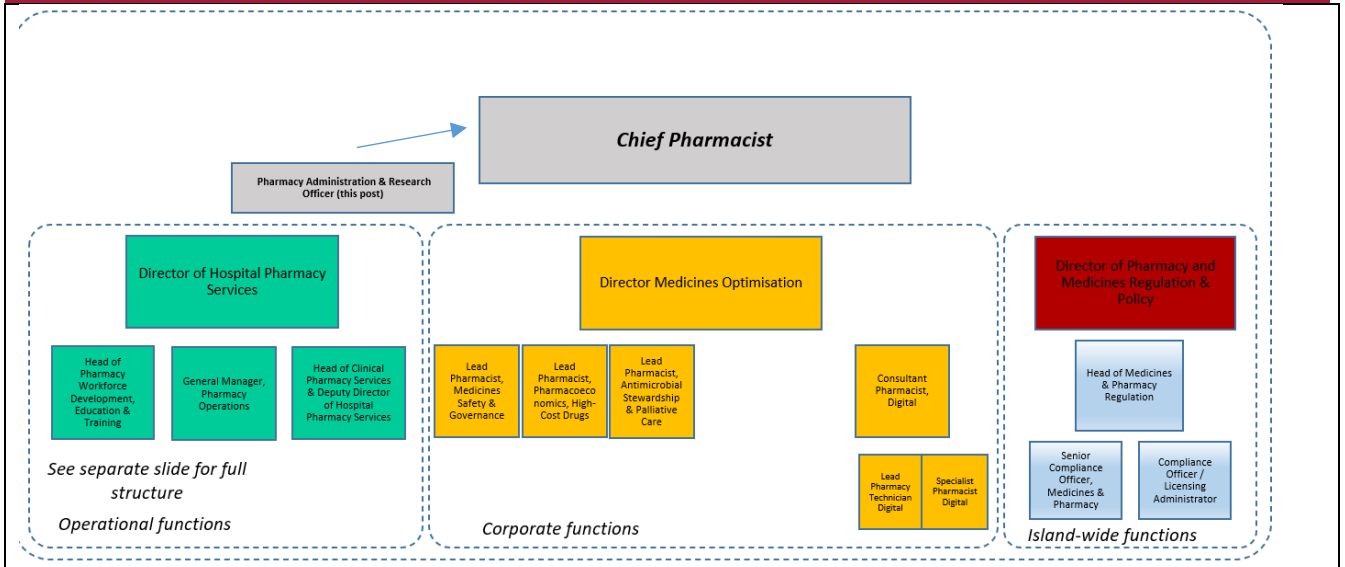 Chief Pharmacist
Pharmacy Administration & Research
Officer (this post)
Director of Hospital Pharmacy
Services
Director Medicines Optimisation
Director of Pharmacy and
Medicines Regulation &
Policy
Head of
Pharmacy
Workforce
Development,
Education &
Training
General Manager,
Pharmacy
Operations
Head of Clinical
Pharmacy Services
& Deputy Director
of Hospital
Pharmacy Services
Lead
Pharmacist,
Medicines
Safety &
Governance
Lead
Pharmacist,
Pharmacoeco
nomics, High-
Cost Drugs
Lead
Pharmacist,
Antimicrobial
Stewardship
& Palliative
Care
Consultant
Pharmacist,
Digital
Head of Medicines
& Pharmacy
Regulation
Lead
Pharmacy
Technician
Digital
Specialist
Pharmacist
Digital
Senior
Compliance
Officer,
Medicines &
Pharmacy
Compliance
Officer /
Licensing
Administrator
See separate slide for full
structure
Operational functions
Corporate functions
Island-wide functions